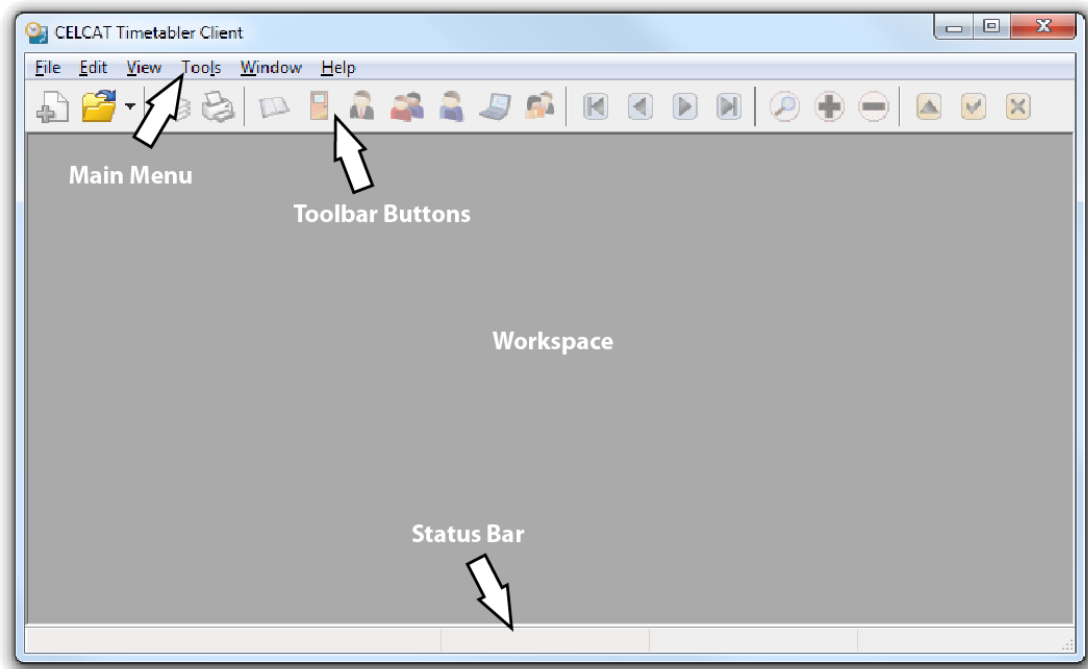 CELCAT Timetabler Client
File Edit View Tools Window Help
Main Menu
Toolbar Buttons
Workspace
Status Bar